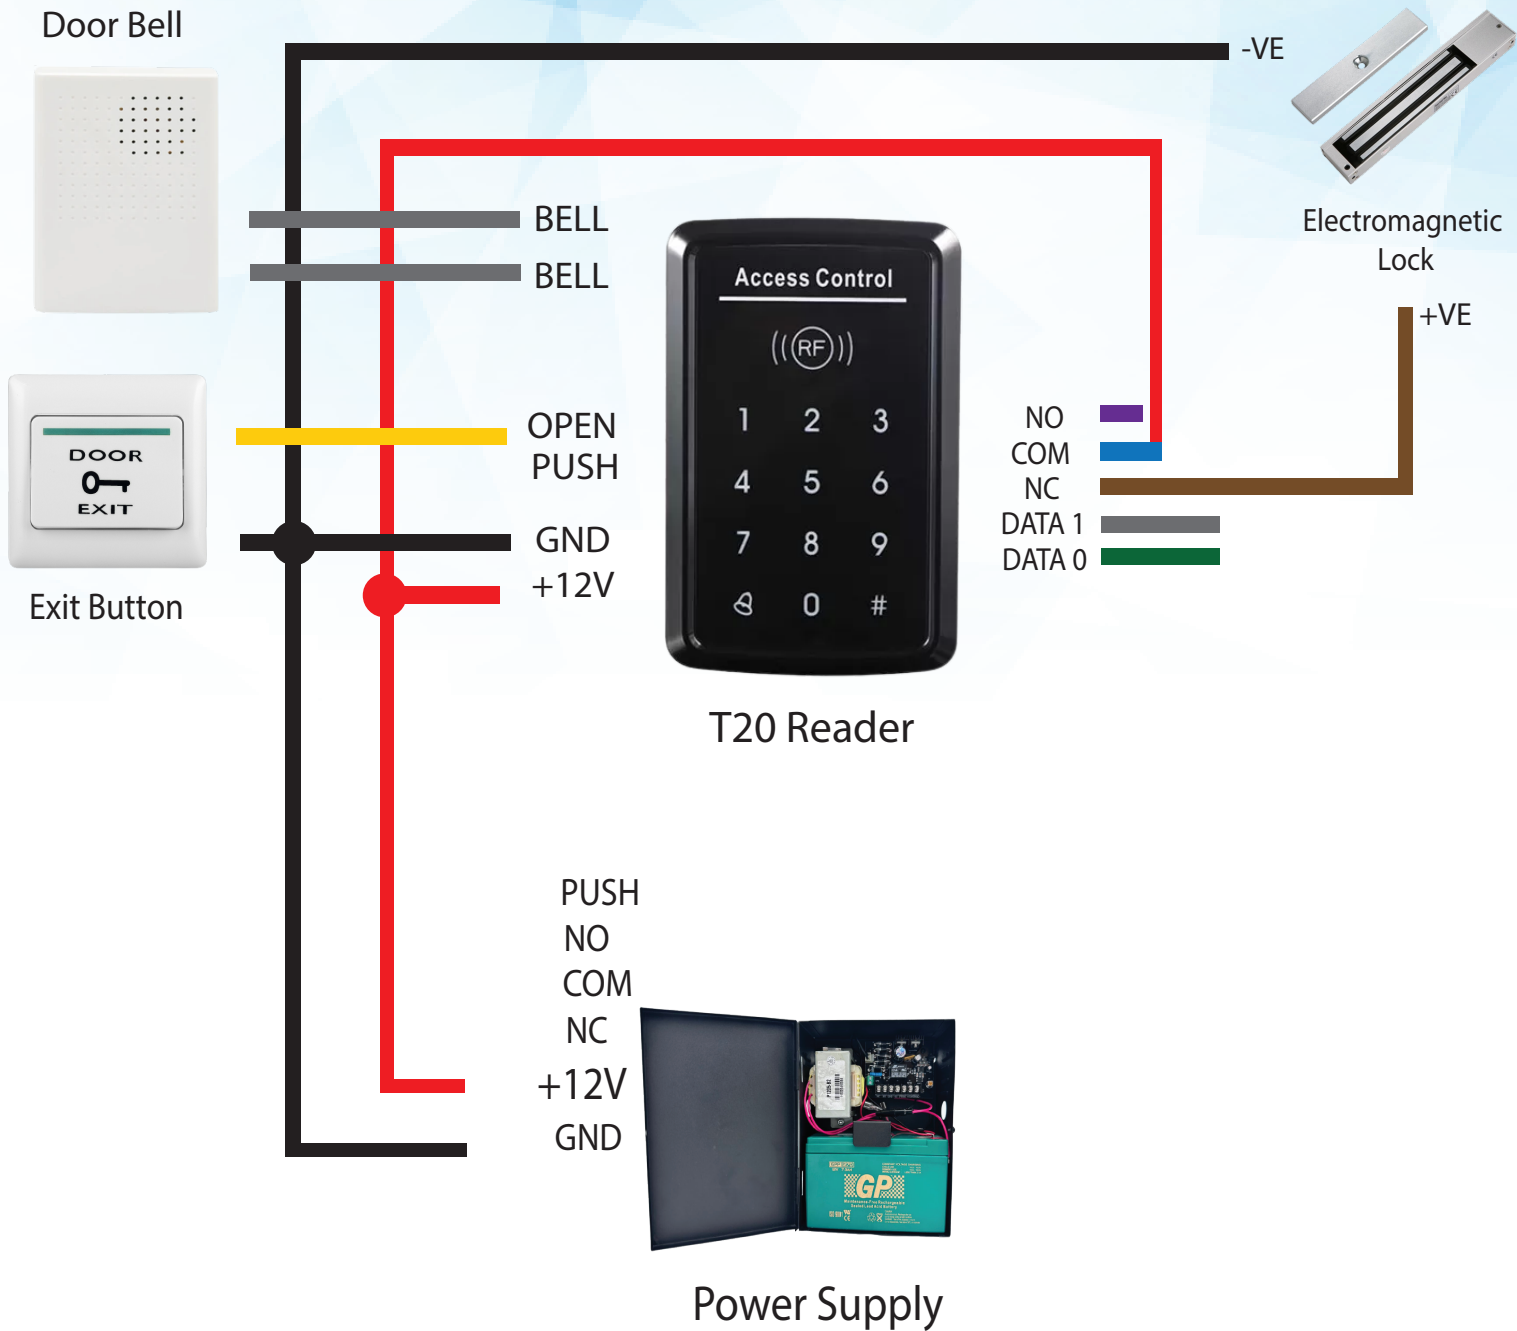 Door Bell
-VE
BELL
BELL
Electromagnetic
Lock
+VE
Access Control
((RF))
1 2 3
4 5 6
7 8 9
0 #
DOOR
EXIT
Exit Button
OPEN
PUSH
GND
+12V
NO
COM
NC
DATA 1
DATA 0
T20 Reader
PUSH
NO
COM
NC
+12V
GND
GP
Power Supply